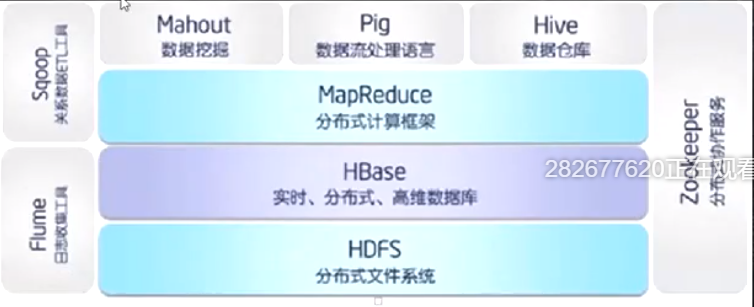 Sqoop
关系数据ETL工具
Mahout
数据挖掘
Pig
数据流处理语言
Hive
数据仓库
MapReduce
分布式计算框架
Flume
日志收集工具
HBase
实时、分布式、高维数据库
HDFS
分布式文件系统
Zookeeper
分布式协作服务
282677620正在观看